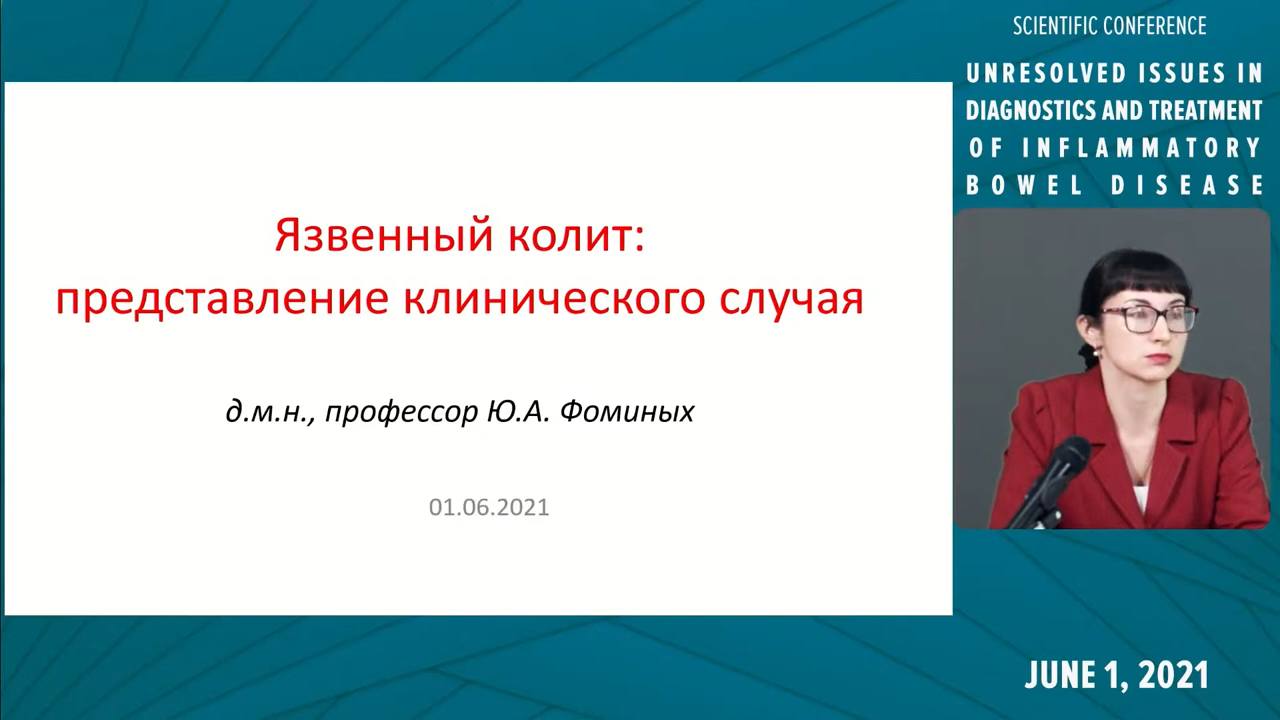 SCIENTIFIC CONFERENCE
UNRESOLVED ISSUES IN
DIAGNOSTICS AND TREATMENT
OF INFLAMMATORY
BOWEL DISEASE
Язвенный колит:
представление клинического случая
д.м.н., профессор Ю.А. Фоминых
01.06.2021
JUNE 1, 2021